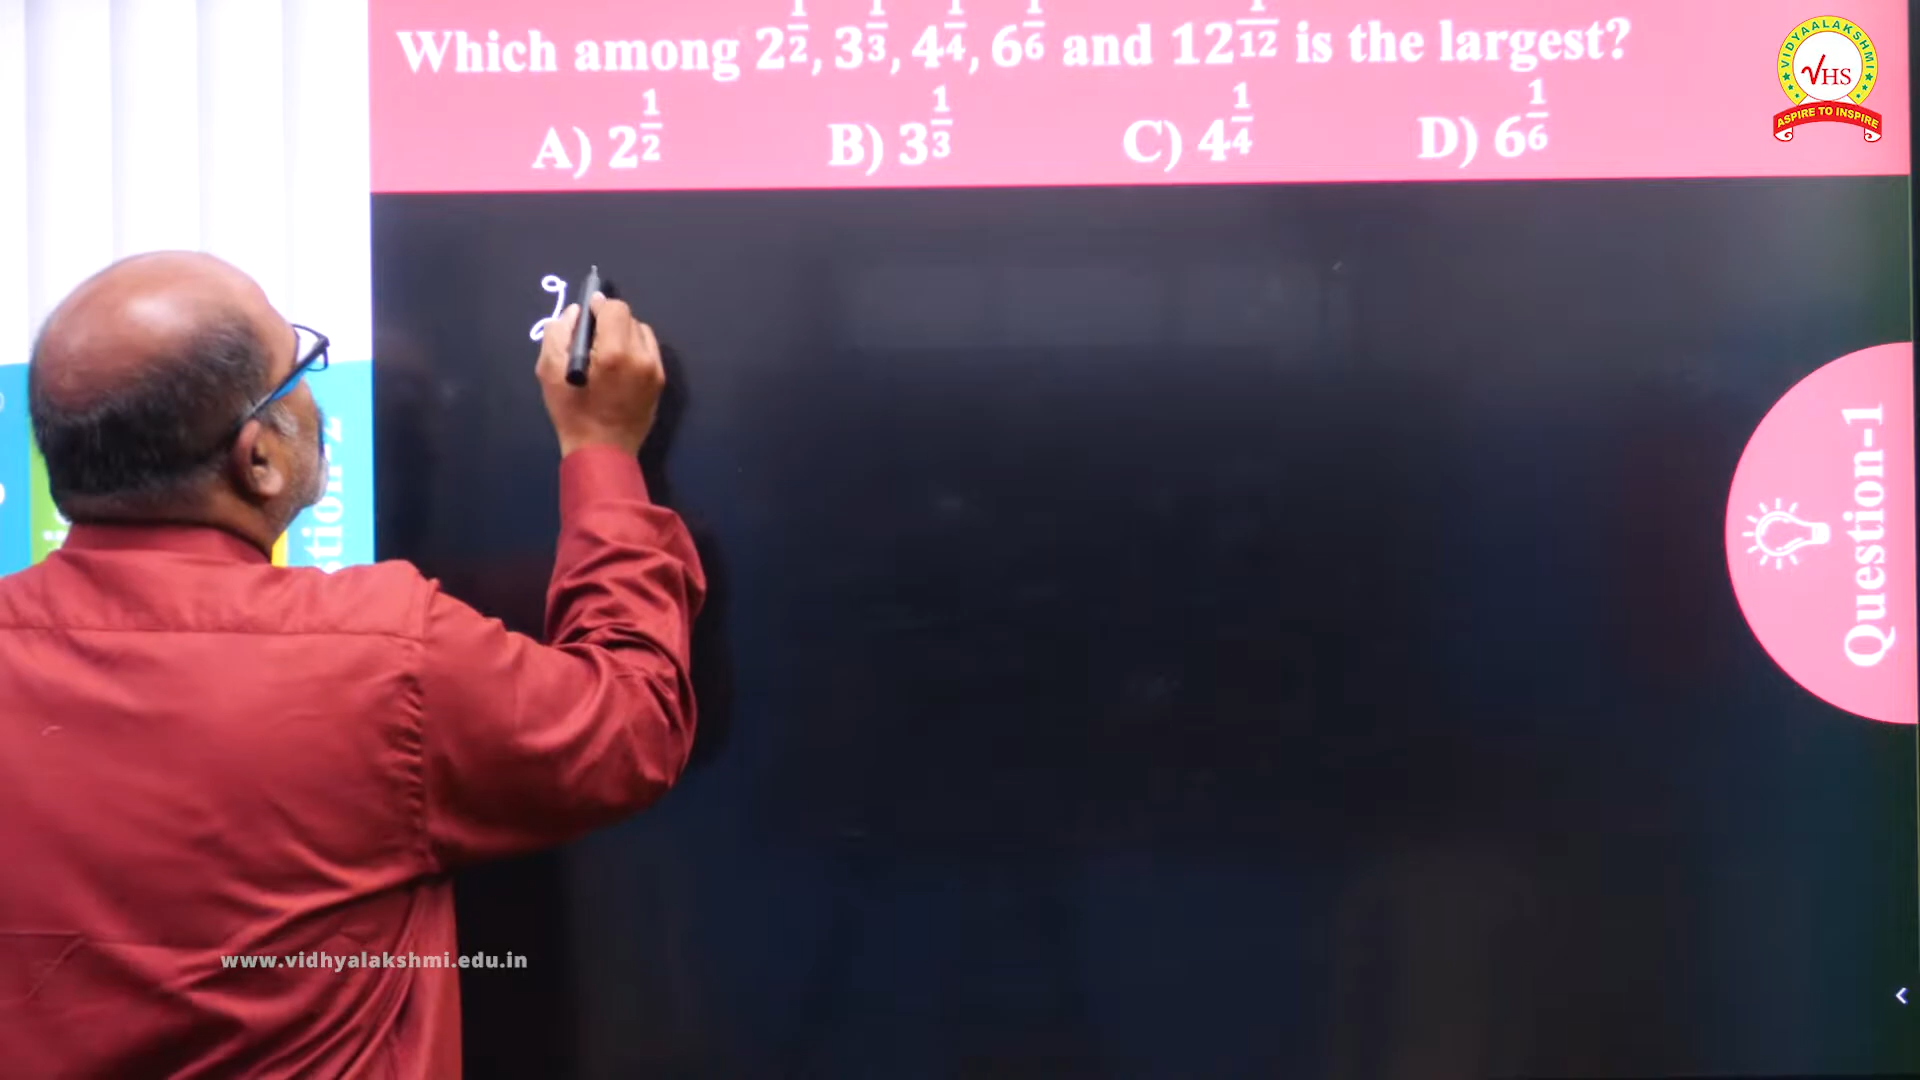 Which among 2^{1/2}, 3^{1/3}, 4^{1/4}, 6^{1/6} and 12^{1/12} is the largest?
A) 2^{1/2} B) 3^{1/3} C) 4^{1/4} D) 6^{1/6}
VIDYAALAKSHMI
√HS
ASPIRE TO INSPIRE
2
Question-1
www.vidhyalakshmi.edu.in